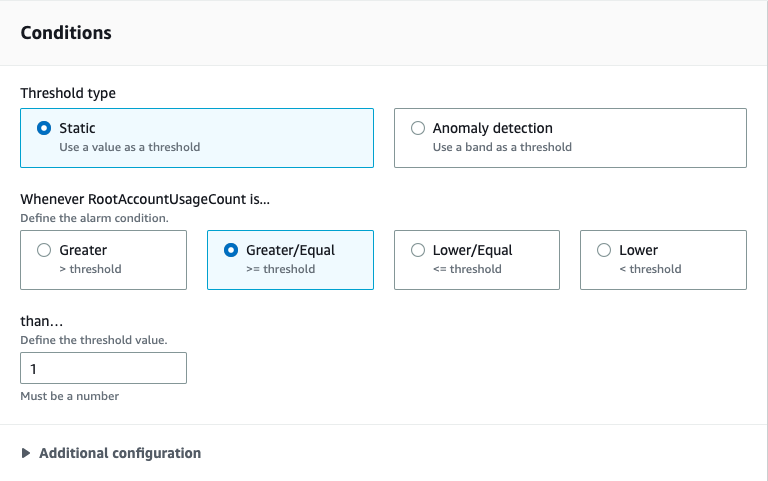 Conditions
Threshold type
Static
Use a value as a threshold
Anomaly detection
Use a band as a threshold
Whenever RootAccountUsageCount is...
Define the alarm condition.
Greater
> threshold
Greater/Equal
>= threshold
Lower/Equal
<= threshold
Lower
< threshold
than...
Define the threshold value.
1
Must be a number
Additional configuration